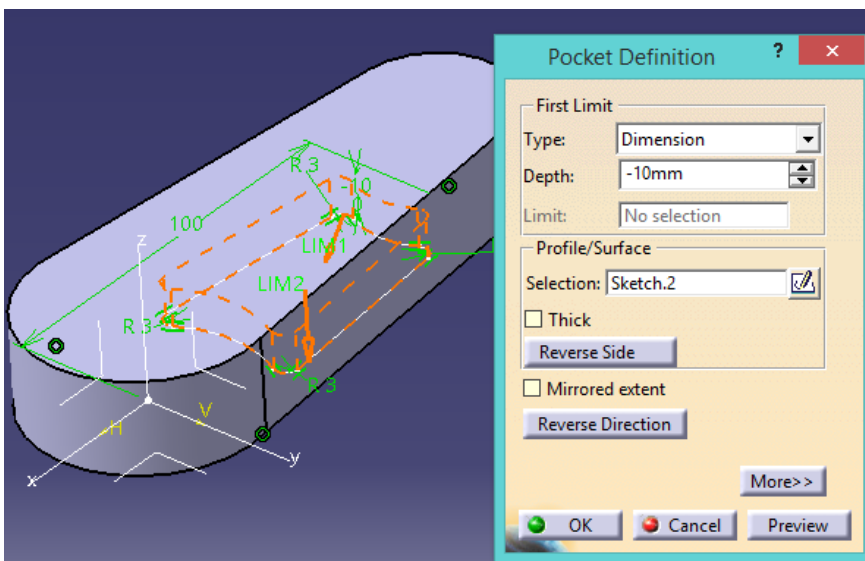 Pocket Definition ? ×
First Limit
Type: Dimension
Depth: -10mm
Limit: No selection
Profile/Surface
Selection: Sketch.2
Thick
Reverse Side
Mirrored extent
Reverse Direction
More>>
OK Cancel Preview
R 3
-10
0
100
LIM1
LIM2
z
R 3
R 3
H
V
x
y